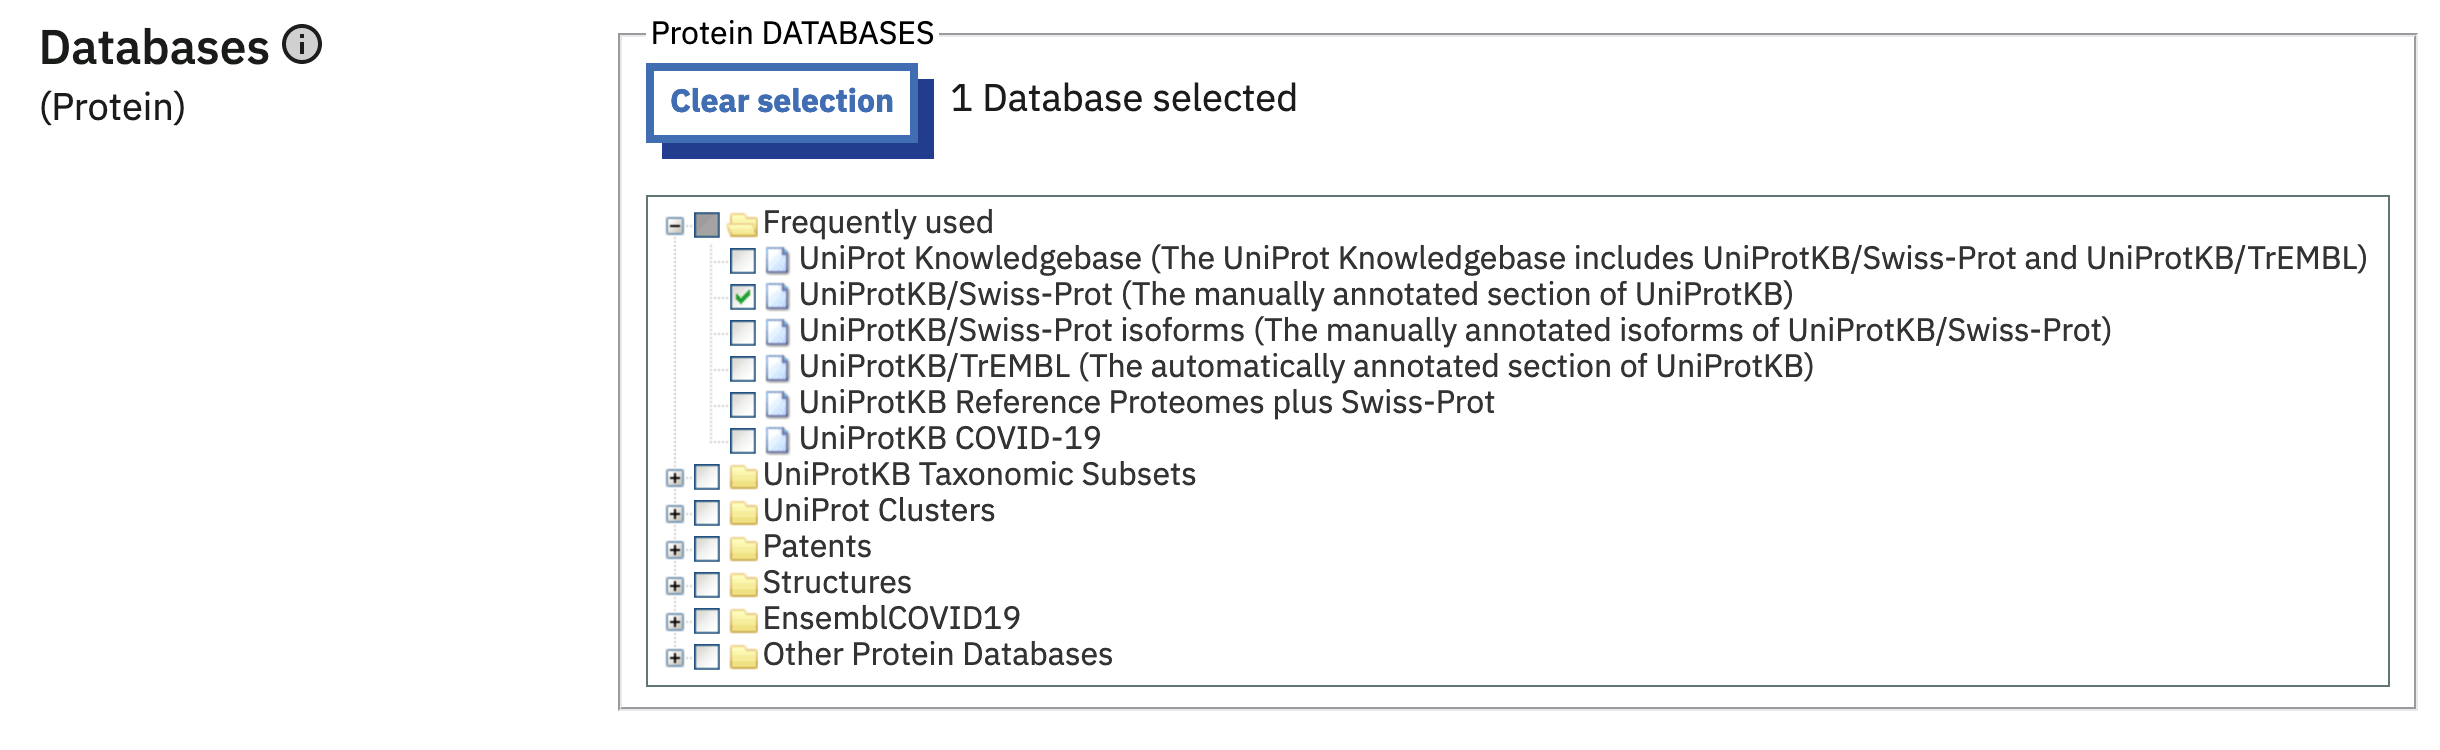 Databases
(Protein)
Protein DATABASES
Clear selection
1 Database selected
Frequently used
UniProt Knowledgebase (The UniProt Knowledgebase includes UniProtKB/Swiss-Prot and UniProtKB/TrEMBL)
UniProtKB/Swiss-Prot (The manually annotated section of UniProtKB)
UniProtKB/Swiss-Prot isoforms (The manually annotated isoforms of UniProtKB/Swiss-Prot)
UniProtKB/TrEMBL (The automatically annotated section of UniProtKB)
UniProtKB Reference Proteomes plus Swiss-Prot
UniProtKB COVID-19
UniProtKB Taxonomic Subsets
UniProt Clusters
Patents
Structures
EnsemblCOVID19
Other Protein Databases